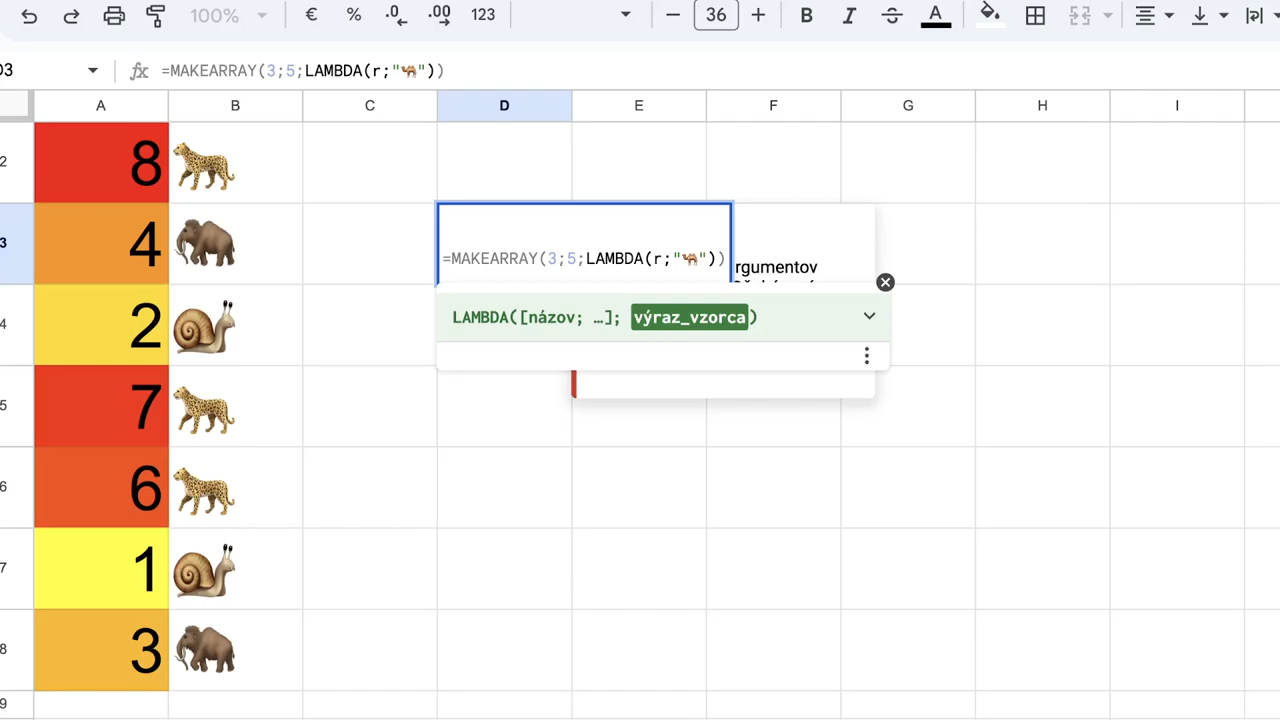 100% € % .0 .00 123 36 B I A
D3 fx =MAKEARRAY(3;5;LAMBDA(r;"🐪"))
A B C D E F G H I
2 8 🐆
3 4 🦣
=MAKEARRAY(3;5;LAMBDA(r;"🐪"))
rgumentov
4 2 🐌
LAMBDA([názov; …]; výraz_vzorca)
5 7 🐆
6 6 🐆
7 1 🐌
8 3 🦣
9